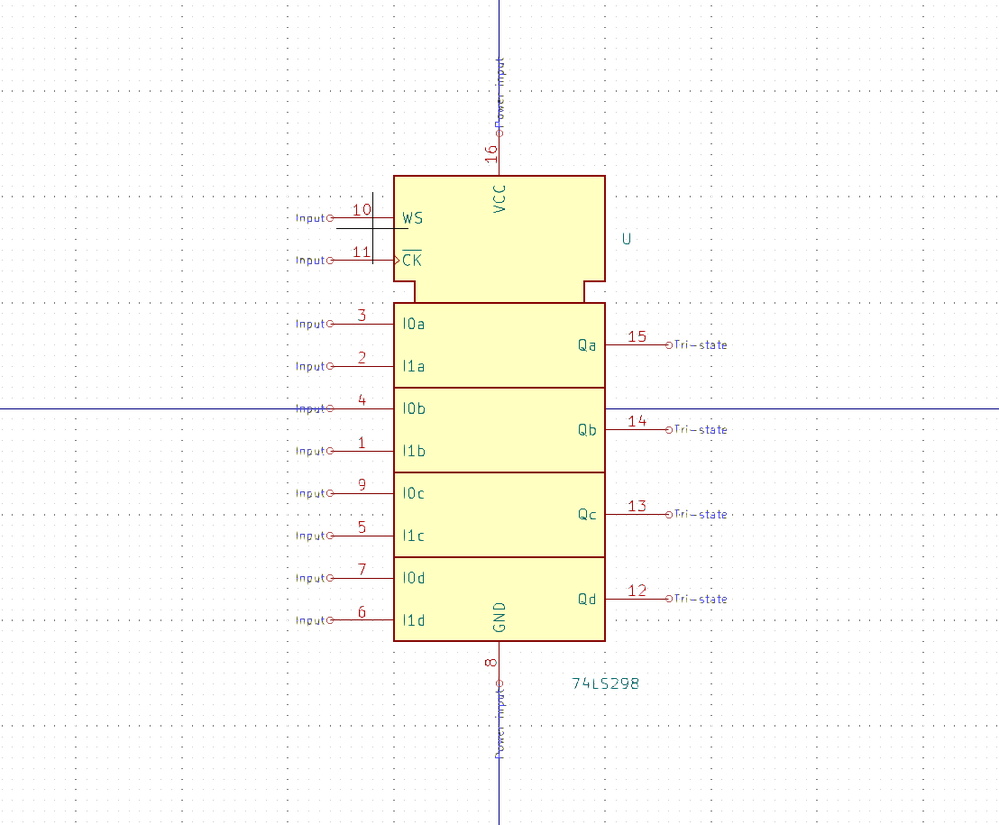 Power input
16
VCC
Input 10 WS
U
Input 11 CK
Input 3 I0a
Qa 15 Tri-state
Input 2 I1a
Input 4 I0b
Qb 14 Tri-state
Input 1 I1b
Input 9 I0c
Qc 13 Tri-state
Input 5 I1c
Input 7 I0d
Qd 12 Tri-state
Input 6 I1d
GND
8
74LS298
Power input